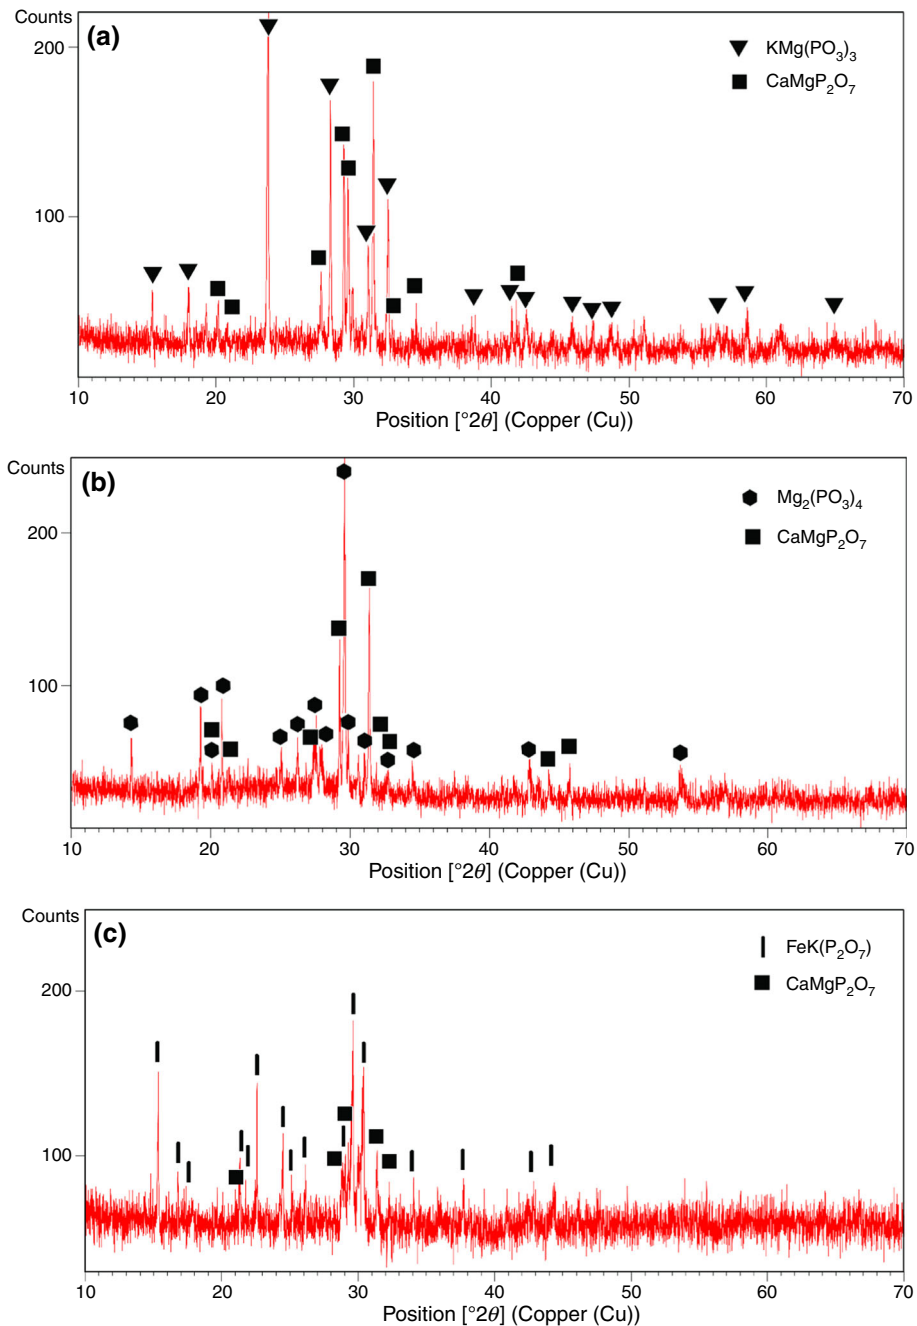 Counts
(a)
200
KMg(PO3)3
CaMgP2O7
100
10 20 30 40 50 60 70
Position [°2θ] (Copper (Cu))
Counts
(b)
Mg2(PO3)4
200
CaMgP2O7
100
10 20 30 40 50 60 70
Position [°2θ] (Copper (Cu))
Counts
(c)
FeK(P2O7)
200
CaMgP2O7
100
10 20 30 40 50 60 70
Position [°2θ] (Copper (Cu))